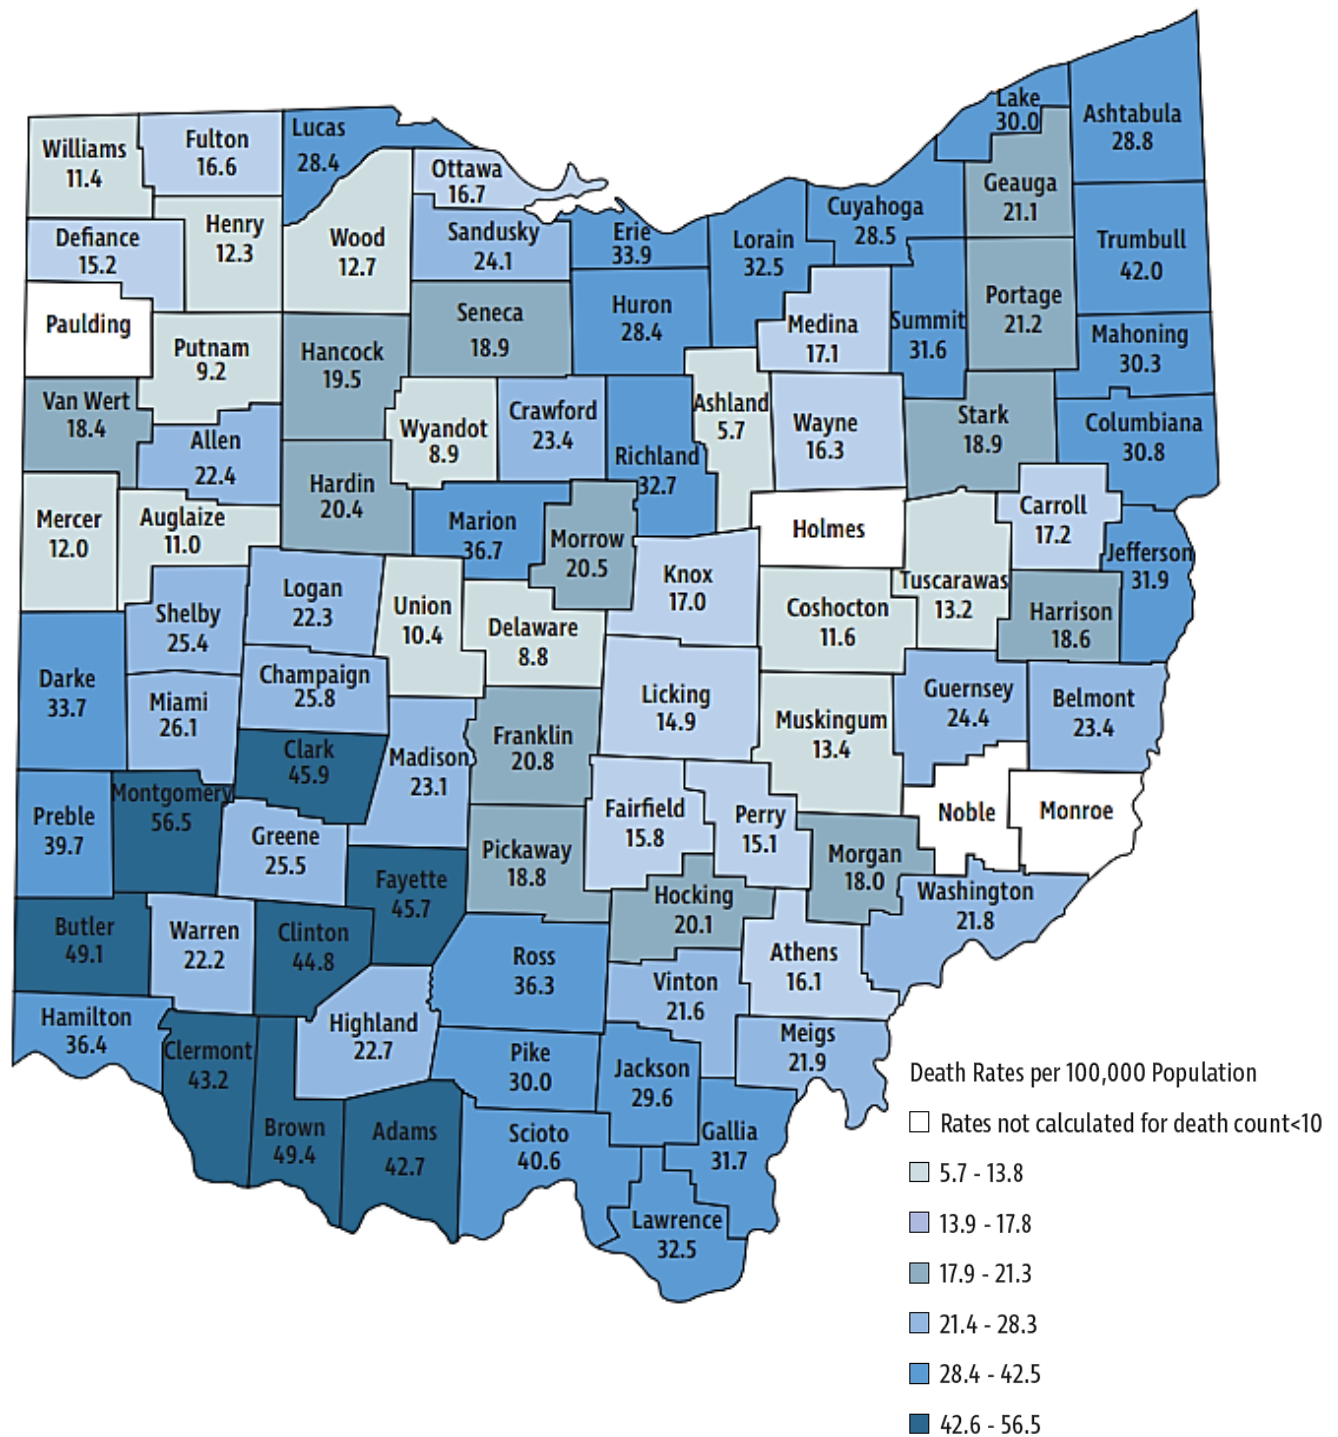 Lake
30.0
Ashtabula
28.8
Williams
11.4
Fulton
16.6
Lucas
28.4
Ottawa
16.7
Geauga
21.1
Defiance
15.2
Henry
12.3
Wood
12.7
Sandusky
24.1
Erie
33.9
Lorain
32.5
Cuyahoga
28.5
Trumbull
42.0
Paulding
Putnam
9.2
Hancock
19.5
Seneca
18.9
Huron
28.4
Medina
17.1
Summit
31.6
Portage
21.2
Mahoning
30.3
Van Wert
18.4
Allen
22.4
Wyandot
8.9
Crawford
23.4
Richland
32.7
Ashland
5.7
Wayne
16.3
Stark
18.9
Columbiana
30.8
Mercer
12.0
Auglaize
11.0
Hardin
20.4
Marion
36.7
Morrow
20.5
Holmes
Carroll
17.2
Jefferson
31.9
Shelby
25.4
Logan
22.3
Union
10.4
Delaware
8.8
Knox
17.0
Coshocton
11.6
Tuscarawas
13.2
Harrison
18.6
Darke
33.7
Miami
26.1
Champaign
25.8
Clark
45.9
Madison
23.1
Franklin
20.8
Licking
14.9
Muskingum
13.4
Guernsey
24.4
Belmont
23.4
Preble
39.7
Montgomery
56.5
Greene
25.5
Fayette
45.7
Pickaway
18.8
Fairfield
15.8
Perry
15.1
Morgan
18.0
Noble
Monroe
Butler
49.1
Warren
22.2
Clinton
44.8
Ross
36.3
Hocking
20.1
Athens
16.1
Washington
21.8
Hamilton
36.4
Clermont
43.2
Highland
22.7
Pike
30.0
Vinton
21.6
Jackson
29.6
Meigs
21.9
Brown
49.4
Adams
42.7
Scioto
40.6
Gallia
31.7
Lawrence
32.5
Death Rates per 100,000 Population
Rates not calculated for death count<10
5.7 - 13.8
13.9 - 17.8
17.9 - 21.3
21.4 - 28.3
28.4 - 42.5
42.6 - 56.5